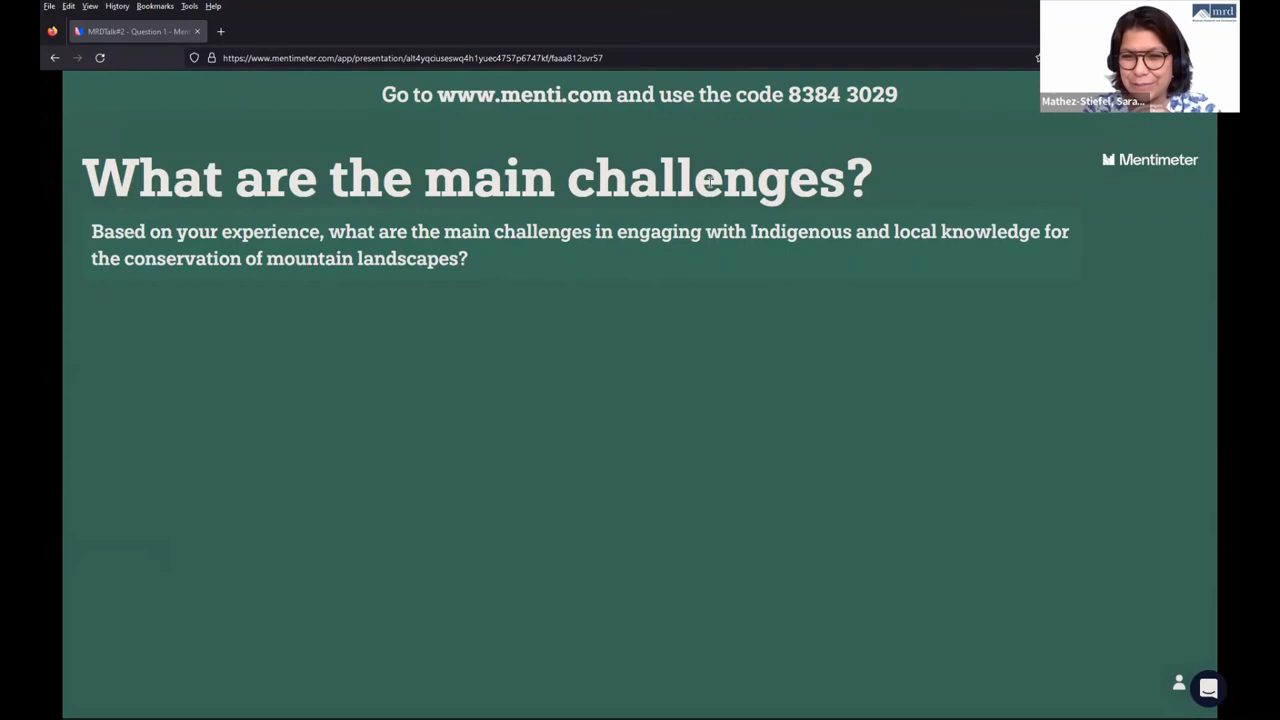 File Edit View History Bookmarks Tools Help
MRDTalk#2 - Question 1 - Men
https://www.mentimeter.com/app/presentation/alt4yqciuseswq4h1yuec4757p6747kf/faaa812svr57
mrd
Mathez-Stiefel, Sara...
Go to www.menti.com and use the code 8384 3029
Mentimeter
What are the main challenges?
Based on your experience, what are the main challenges in engaging with Indigenous and local knowledge for
the conservation of mountain landscapes?